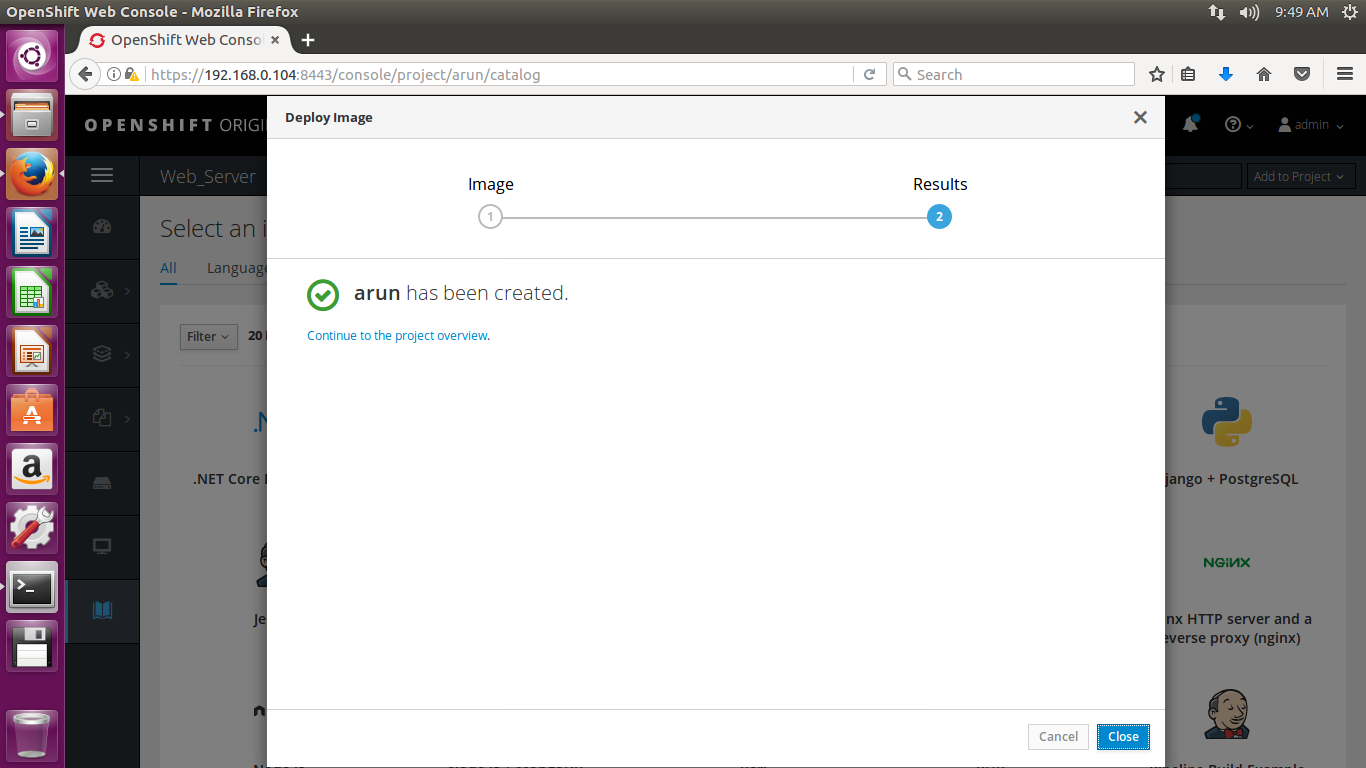 OpenShift Web Console - Mozilla Firefox
9:49 AM
OpenShift Web Conso
https://192.168.0.104:8443/console/project/arun/catalog
Search
Deploy Image
OPENSHIFT ORIGI
admin
Web_Server
Add to Project
Image
Results
1
2
Select an i
All
Language
arun has been created.
Filter
20
Continue to the project overview.
.NET Core
jango + PostgreSQL
NGINX
Je
nx HTTP server and a
everse proxy (nginx)
Cancel
Close